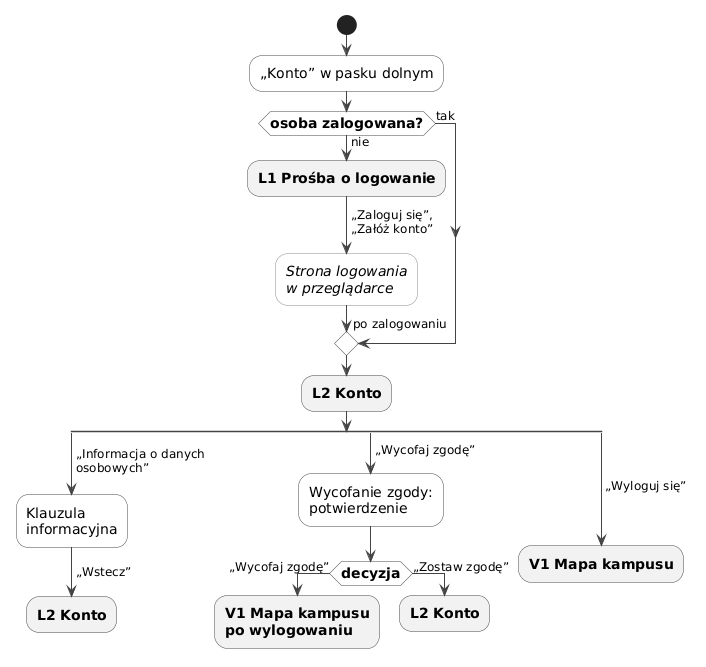 „Konto” w pasku dolnym
osoba zalogowana?
tak
nie
L1 Prośba o logowanie
„Zaloguj się”,
„Załóż konto”
Strona logowania
w przeglądarce
po zalogowaniu
L2 Konto
„Informacja o danych
osobowych”
Klauzula
informacyjna
„Wstecz”
L2 Konto
„Wycofaj zgodę”
Wycofanie zgody:
potwierdzenie
decyzja
„Wycofaj zgodę”
V1 Mapa kampusu
po wylogowaniu
„Zostaw zgodę”
L2 Konto
„Wyloguj się”
V1 Mapa kampusu